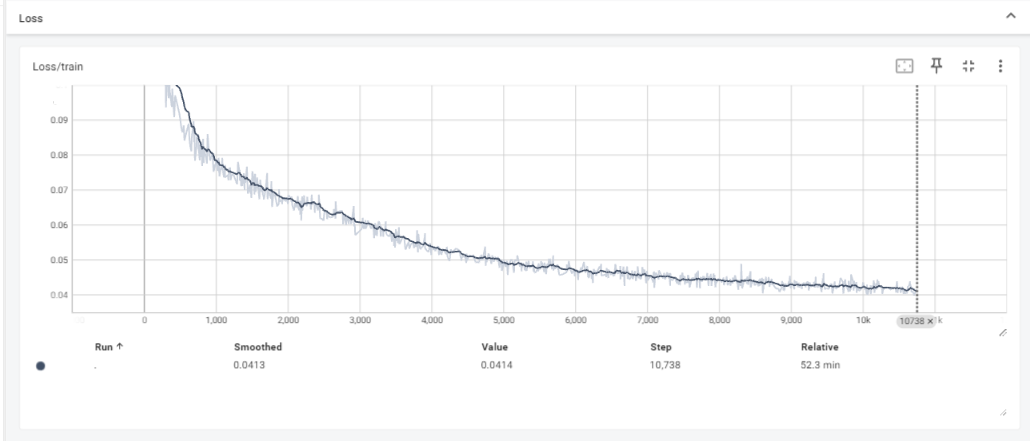 Loss
Loss/train
0.09
0.08
0.07
0.06
0.05
0.04
0 1,000 2,000 3,000 4,000 5,000 6,000 7,000 8,000 9,000 10k 10738 × 1k
Run ↑ Smoothed Value Step Relative
. 0.0413 0.0414 10,738 52.3 min